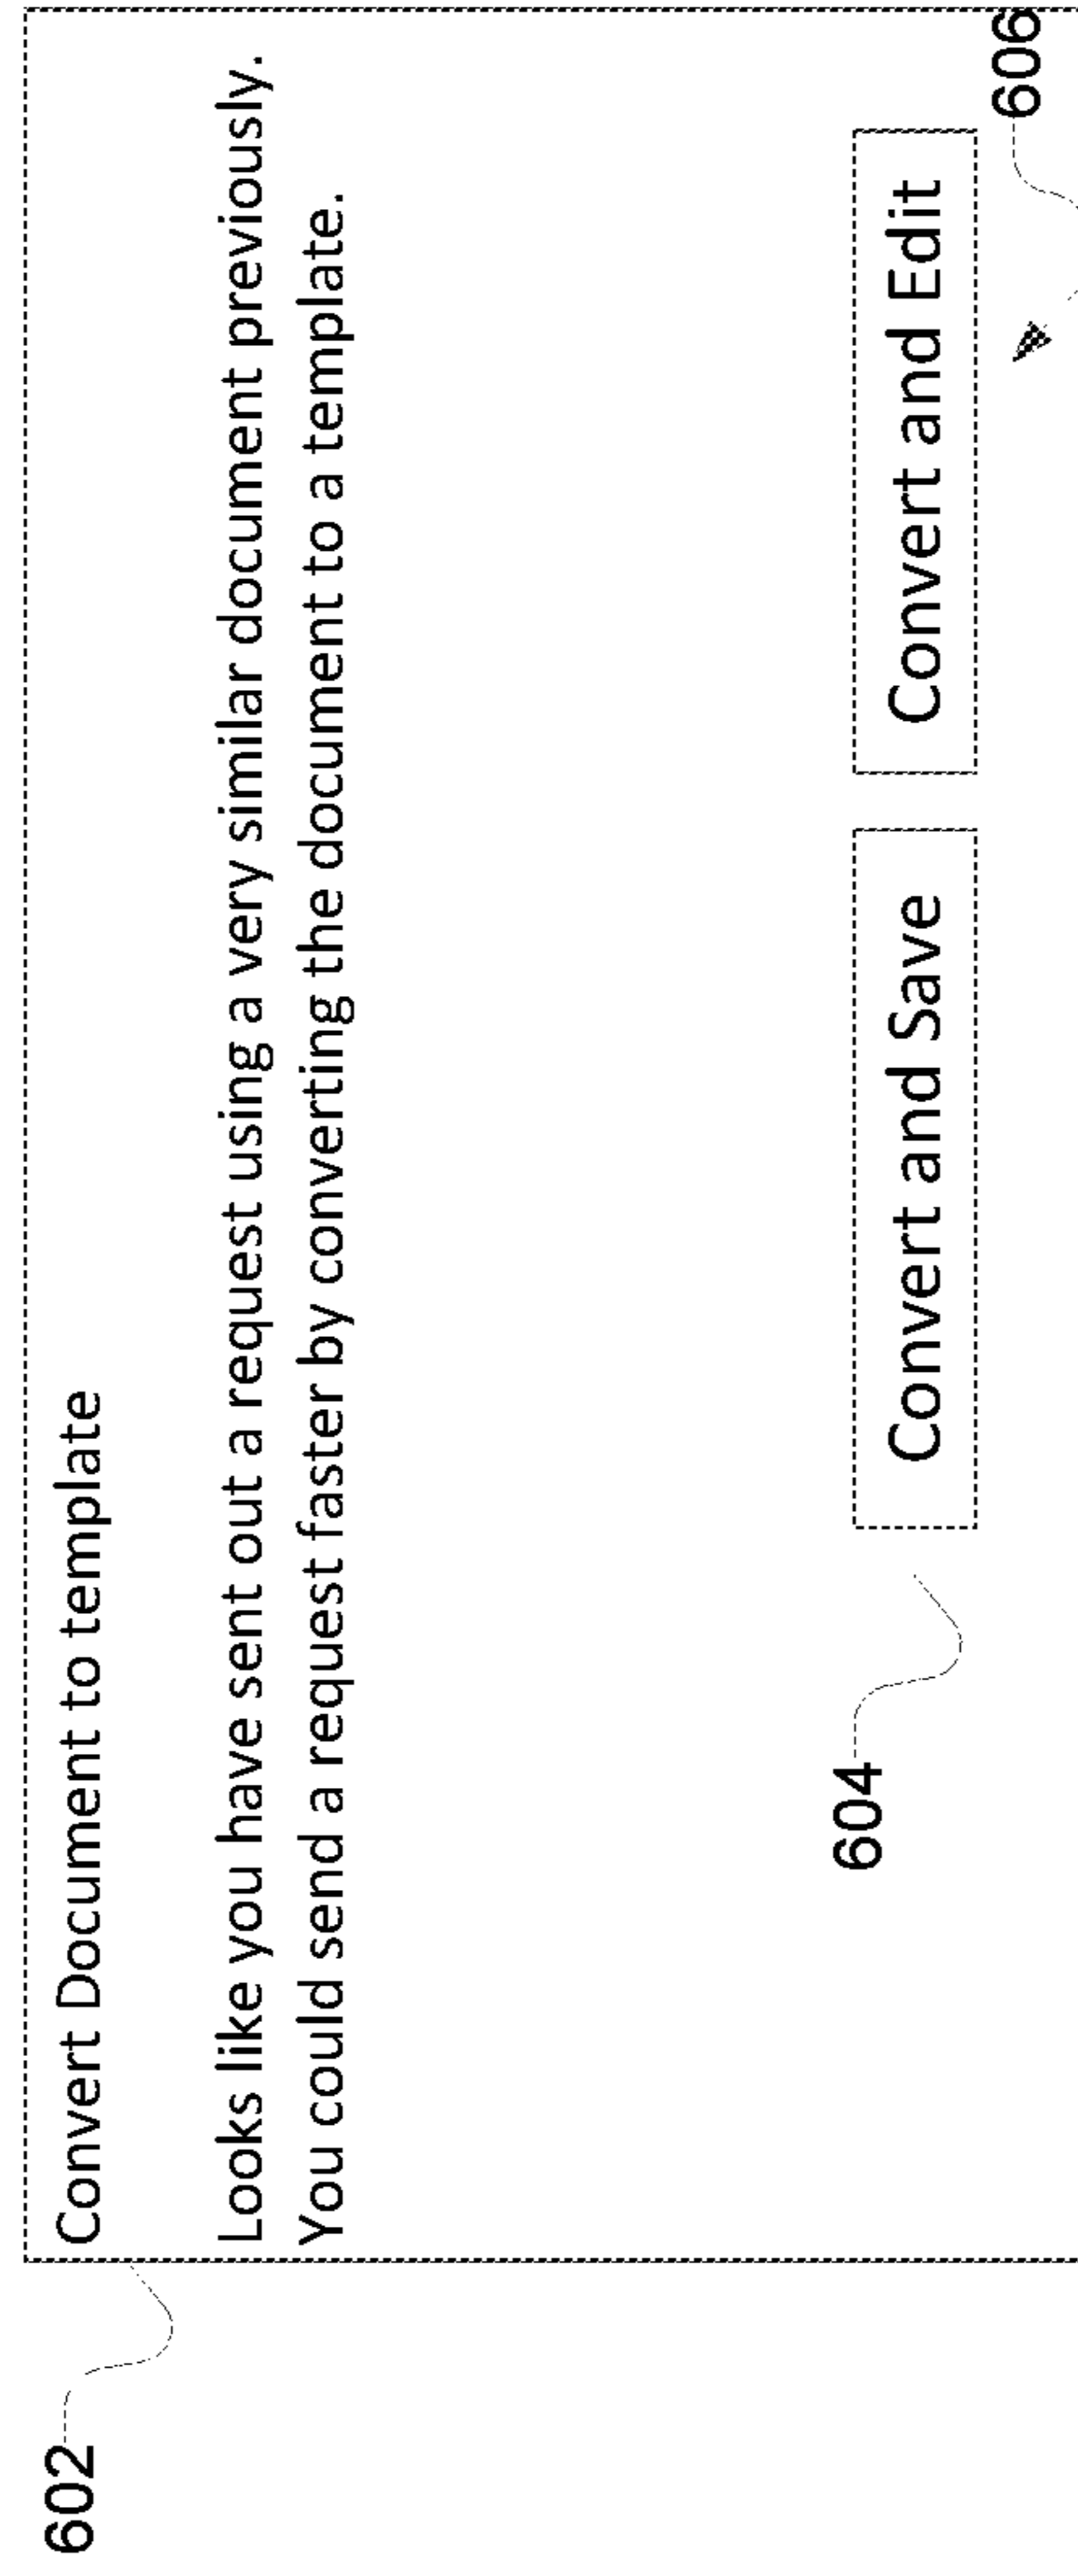 602
Convert Document to template
Looks like you have sent out a request using a very similar document previously.
You could send a request faster by converting the document to a template.
604
Convert and Save
Convert and Edit
606